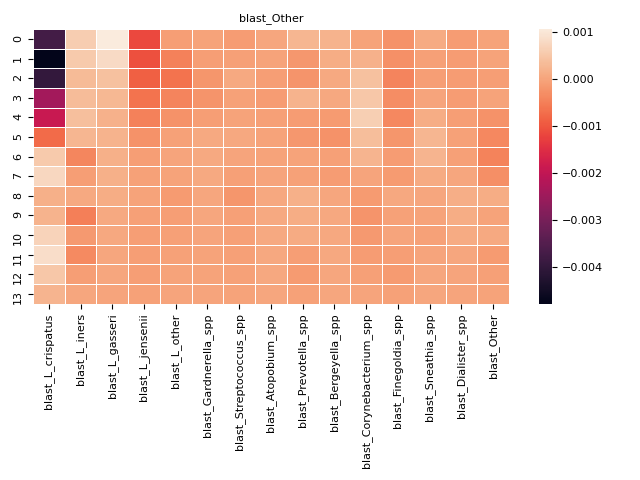 blast_Other
0
1
2
3
4
5
6
7
8
9
10
11
12
13
blast_L_crispatus
blast_L_iners
blast_L_gasseri
blast_L_jensenii
blast_L_other
blast_Gardnerella_spp
blast_Streptococcus_spp
blast_Atopobium_spp
blast_Prevotella_spp
blast_Bergeyella_spp
blast_Corynebacterium_spp
blast_Finegoldia_spp
blast_Sneathia_spp
blast_Dialister_spp
blast_Other
0.001
0.000
−0.001
−0.002
−0.003
−0.004